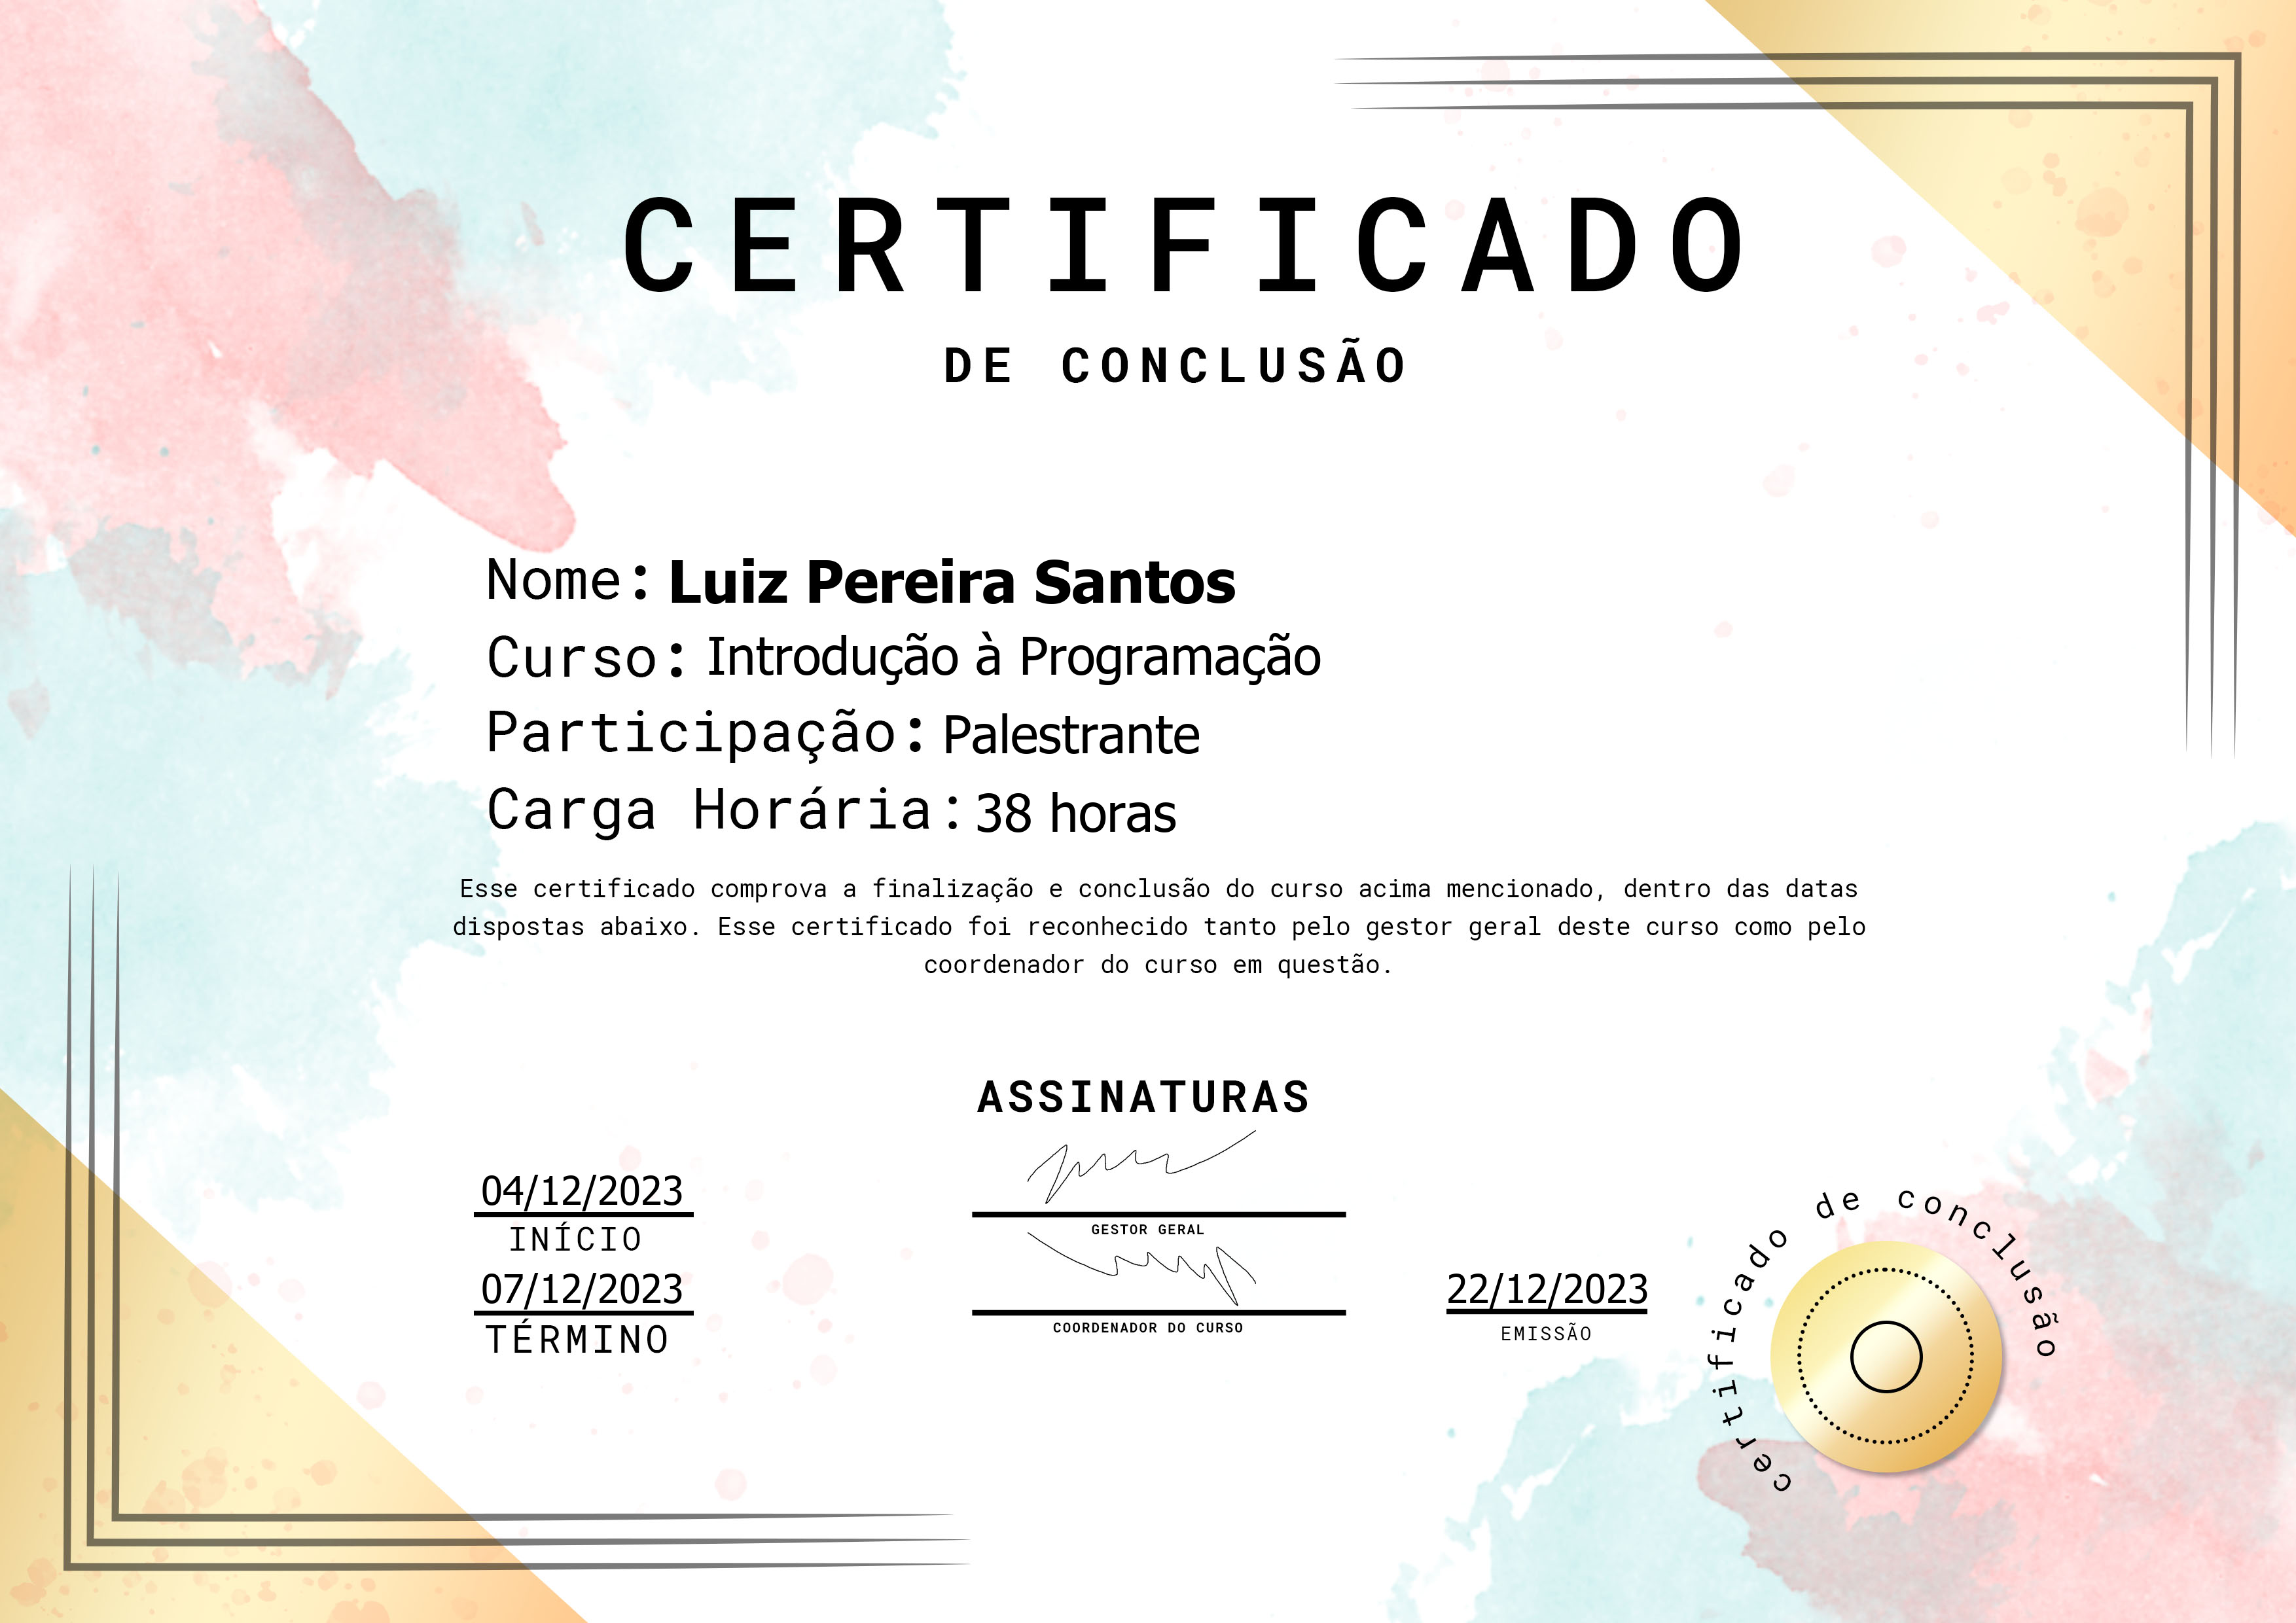 CERTIFICADO
DE CONCLUSÃO
Nome: Luiz Pereira Santos
Curso: Introdução à Programação
Participação: Palestrante
Carga Horária: 38 horas
Esse certificado comprova a finalização e conclusão do curso acima mencionado, dentro das datas
dispostas abaixo. Esse certificado foi reconhecido tanto pelo gestor geral deste curso como pelo
coordenador do curso em questão.
ASSINATURAS
04/12/2023
INÍCIO
GESTOR GERAL
07/12/2023
TÉRMINO
COORDENADOR DO CURSO
22/12/2023
EMISSÃO
certificado de conclusão